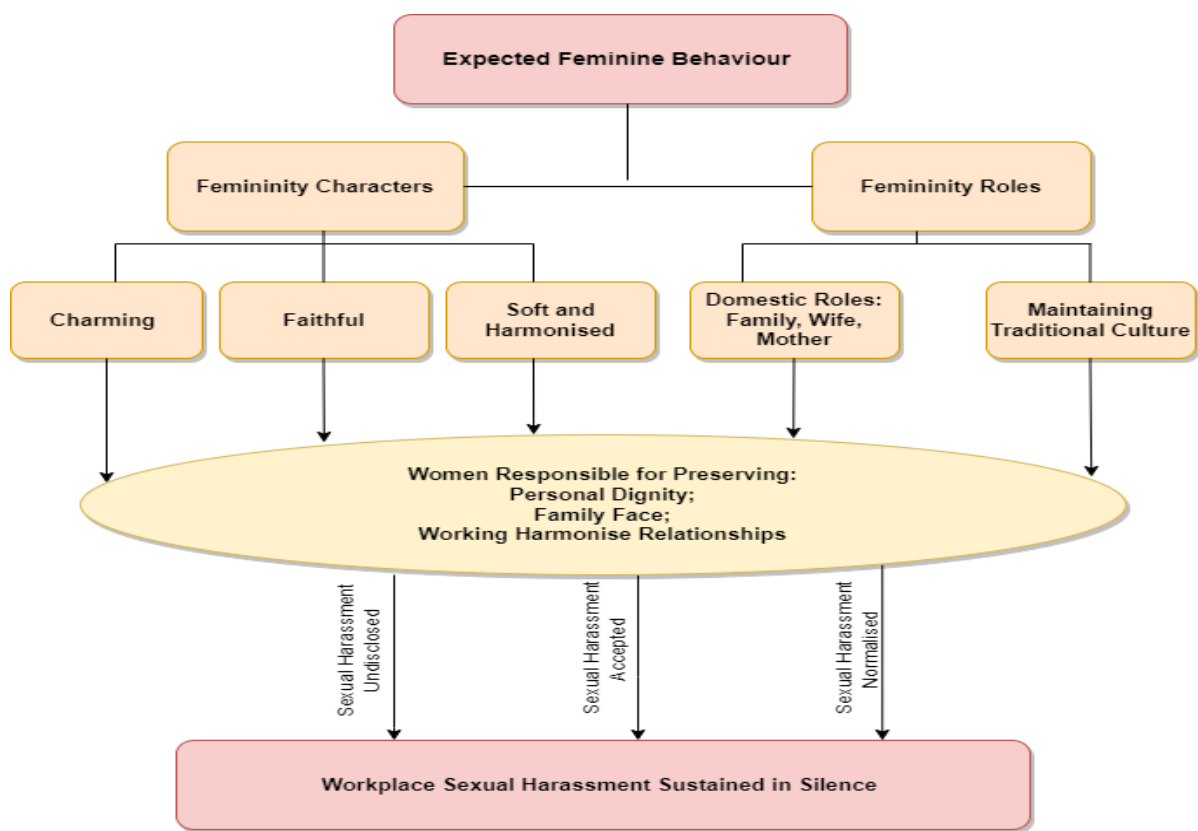 Expected Feminine Behaviour
Femininity Characters
Femininity Roles
Charming
Faithful
Soft and
Harmonised
Domestic Roles:
Family, Wife,
Mother
Maintaining
Traditional Culture
Women Responsible for Preserving:
Personal Dignity;
Family Face;
Working Harmonise Relationships
Sexual Harassment
Undisclosed
Sexual Harassment
Accepted
Sexual Harassment
Normalised
Workplace Sexual Harassment Sustained in Silence